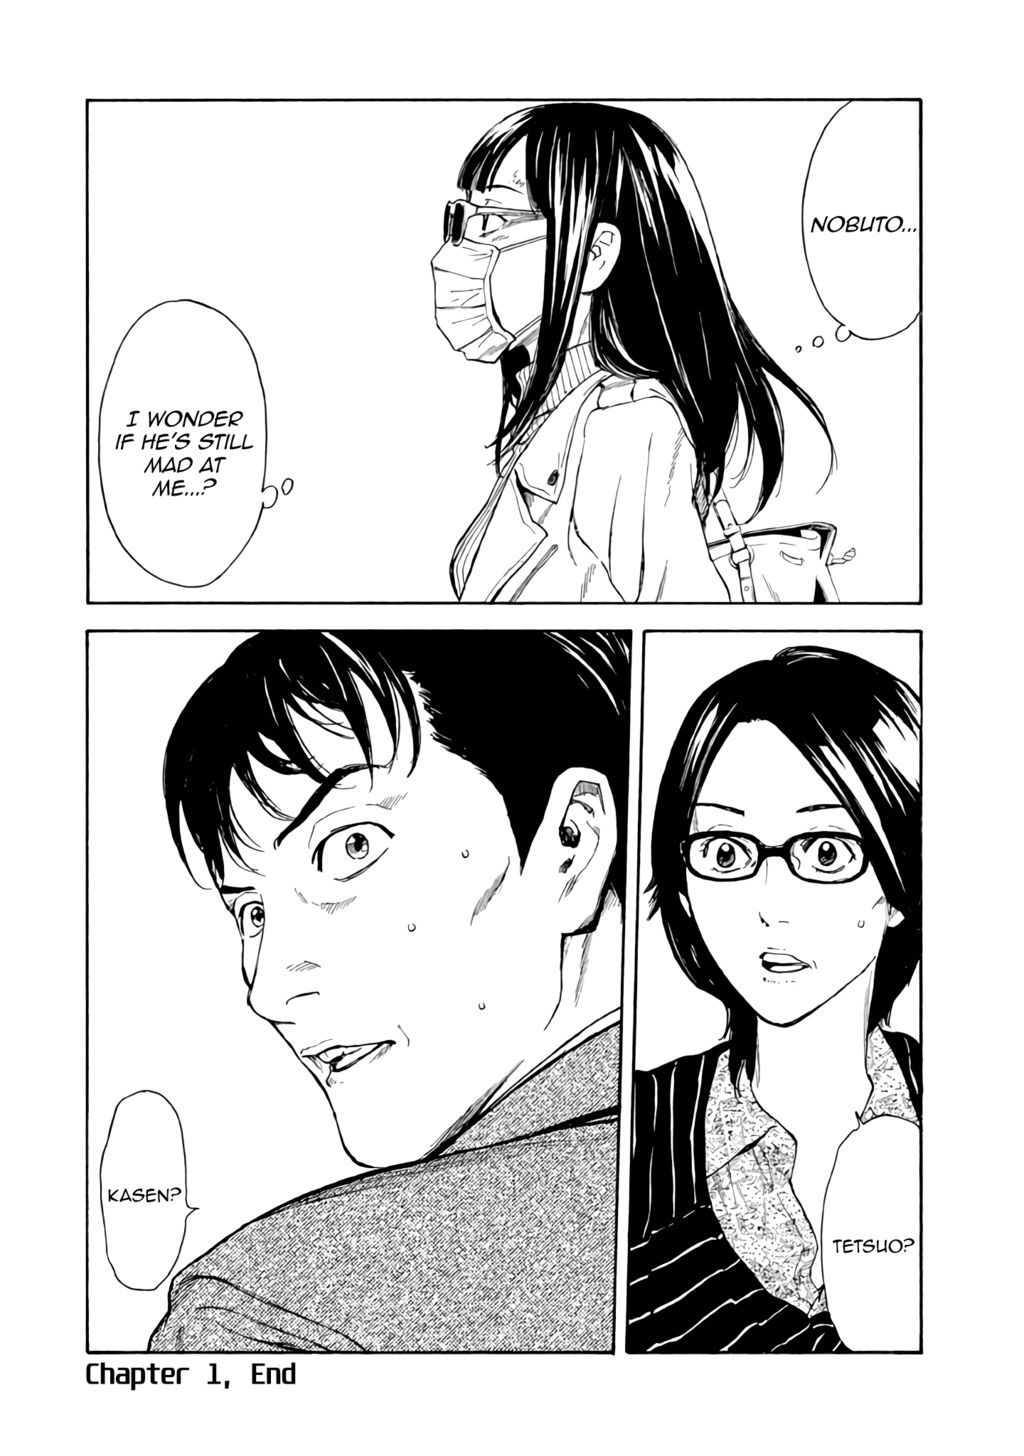 NOBUTO...
I WONDER
IF HE'S STILL
MAD AT
ME...?
TETSUO?
KASEN?
Chapter 1, End